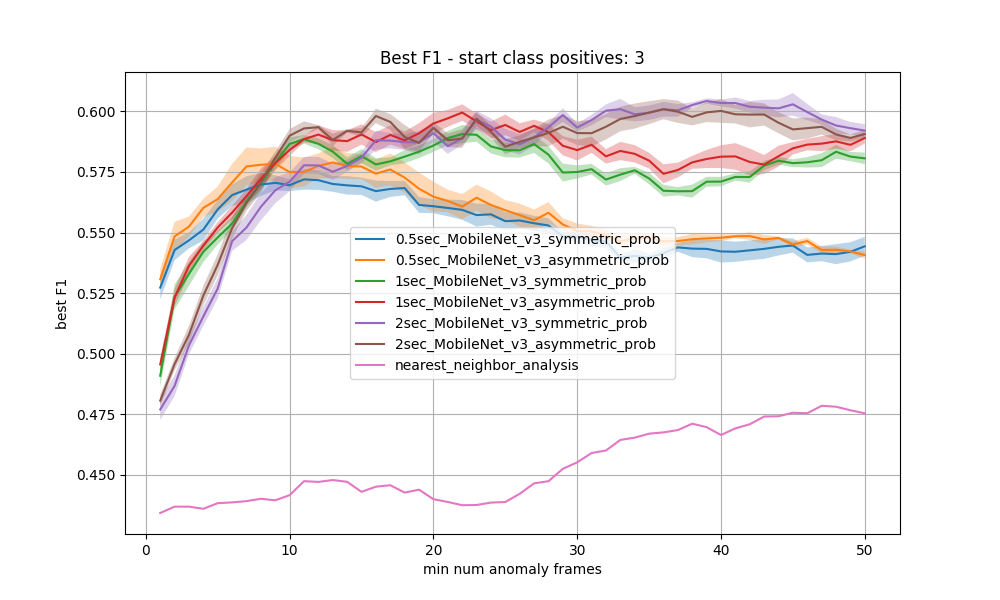 Best F1 - start class positives: 3
best F1
0.600
0.575
0.550
0.525
0.500
0.475
0.450
0.5sec_MobileNet_v3_symmetric_prob
0.5sec_MobileNet_v3_asymmetric_prob
1sec_MobileNet_v3_symmetric_prob
1sec_MobileNet_v3_asymmetric_prob
2sec_MobileNet_v3_symmetric_prob
2sec_MobileNet_v3_asymmetric_prob
nearest_neighbor_analysis
0 10 20 30 40 50
min num anomaly frames